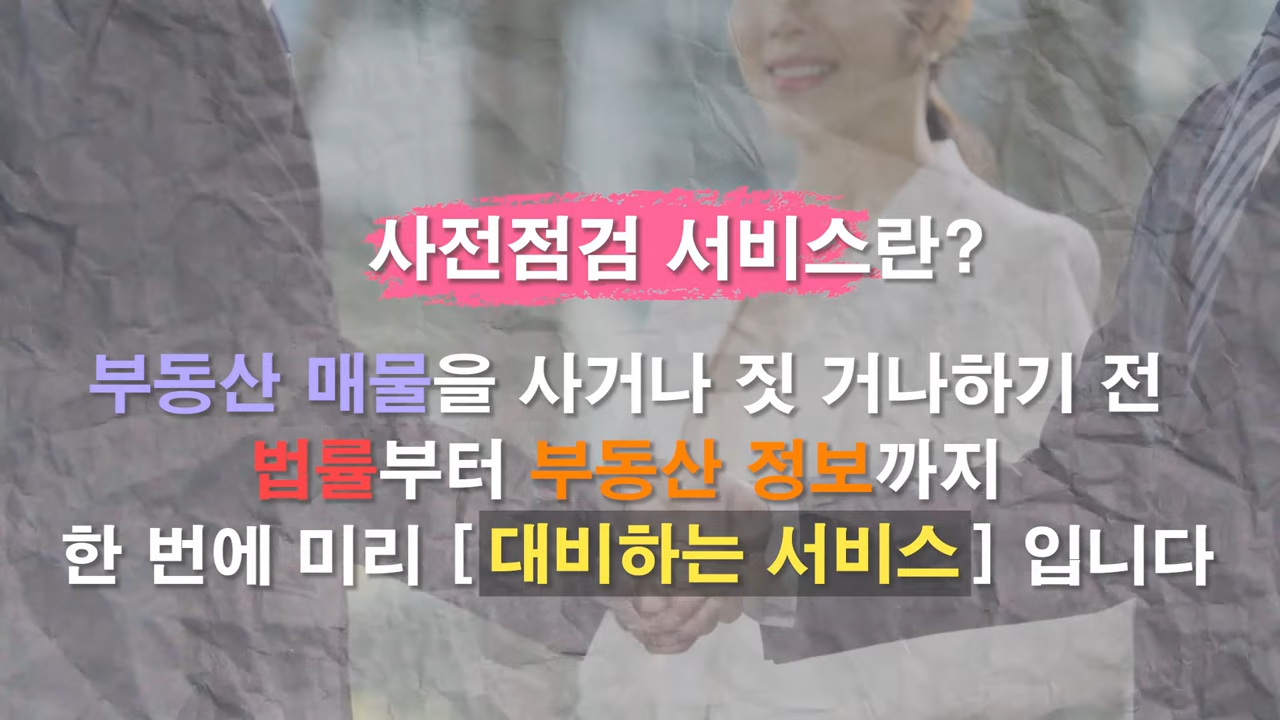 사전점검 서비스란?
부동산 매물을 사거나 짓 거나하기 전
법률부터 부동산 정보까지
한 번에 미리 [대비하는 서비스] 입니다